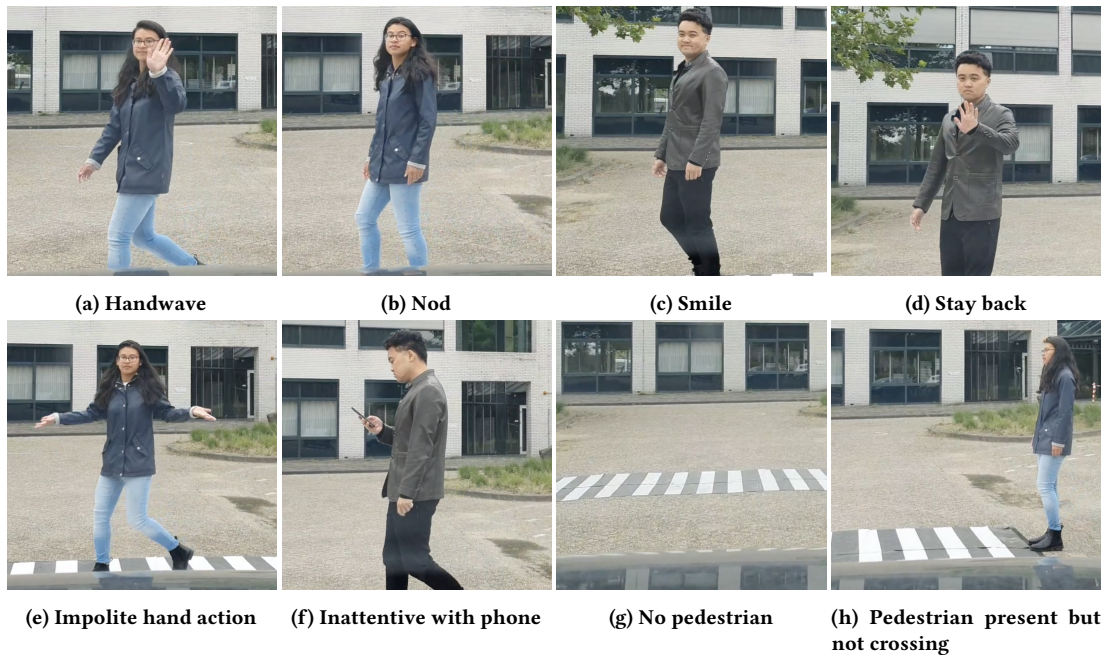 (a) Handwave
(b) Nod
(c) Smile
(d) Stay back
(e) Impolite hand action
(f) Inattentive with phone
(g) No pedestrian
(h) Pedestrian present but
not crossing